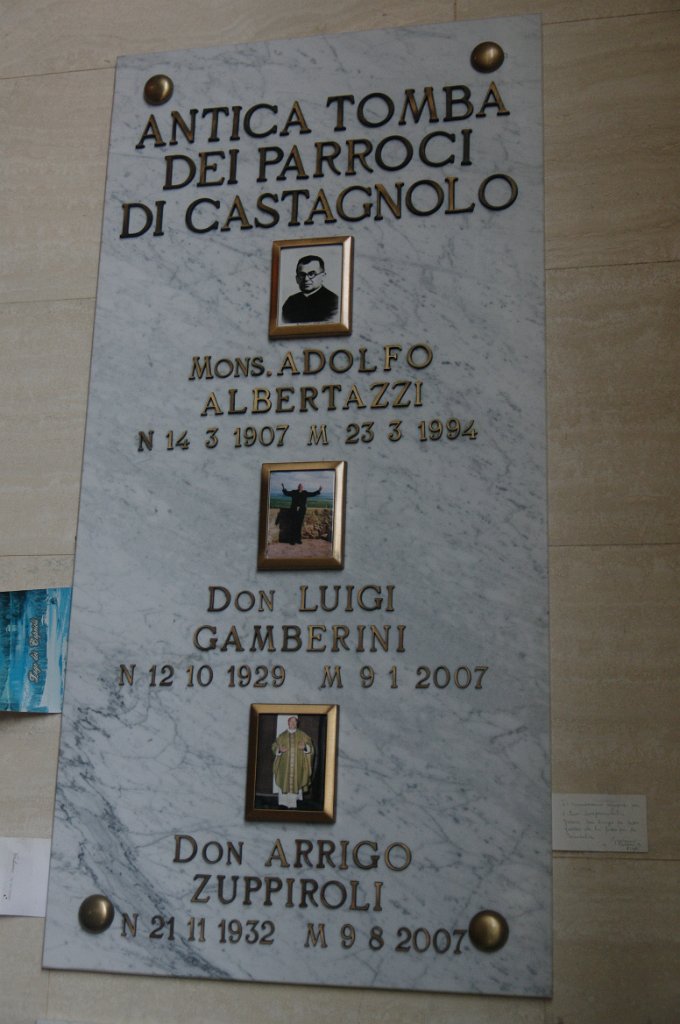 ANTICA TOMBA
DEI PARROCI
DI CASTAGNOLO
MONS. ADOLFO
ALBERTAZZI
N 14 3 1907 M 23 3 1994
DON LUIGI
GAMBERINI
N 12 10 1929 M 9 1 2007
DON ARRIGO
ZUPPIROLI
N 21 11 1932 M 9 8 2007